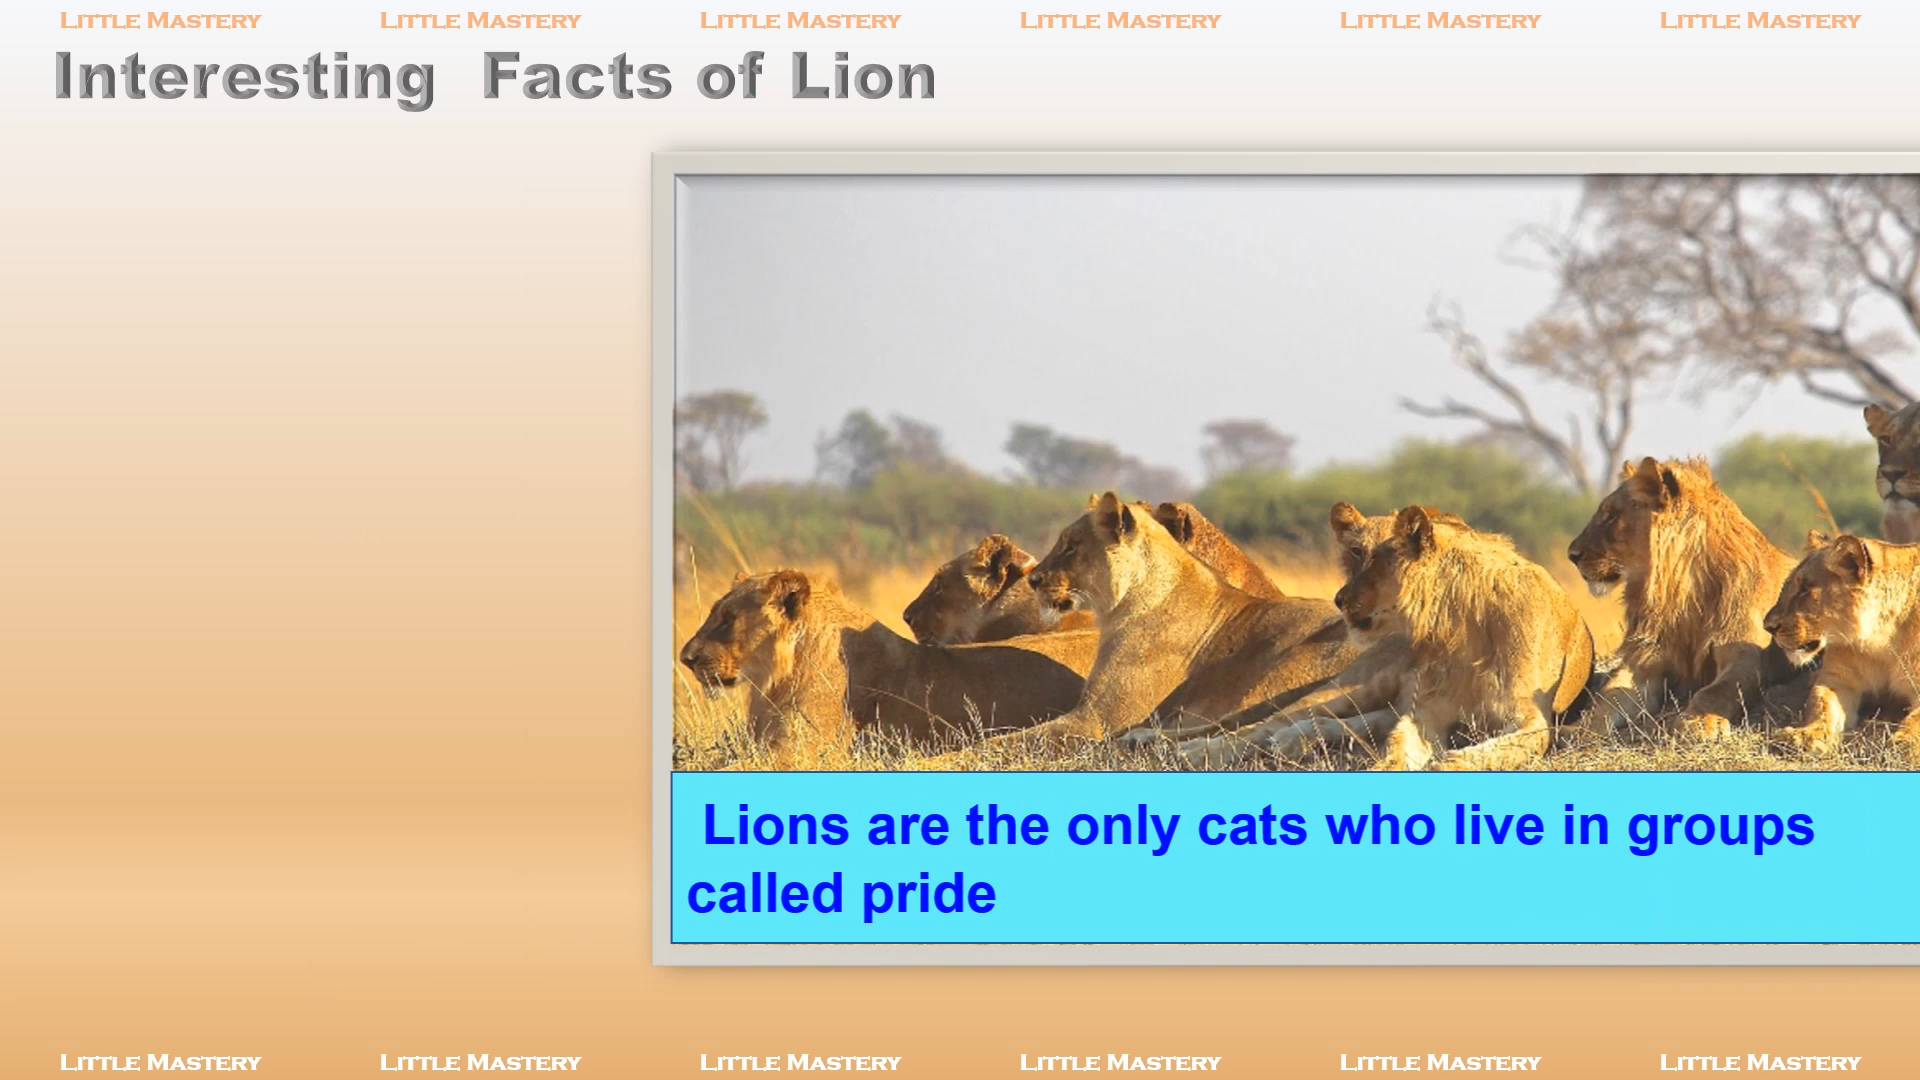 Little Mastery Little Mastery Little Mastery Little Mastery Little Mastery Little Mastery
Interesting Facts of Lion
Lions are the only cats who live in groups
called pride
Little Mastery Little Mastery Little Mastery Little Mastery Little Mastery Little Mastery